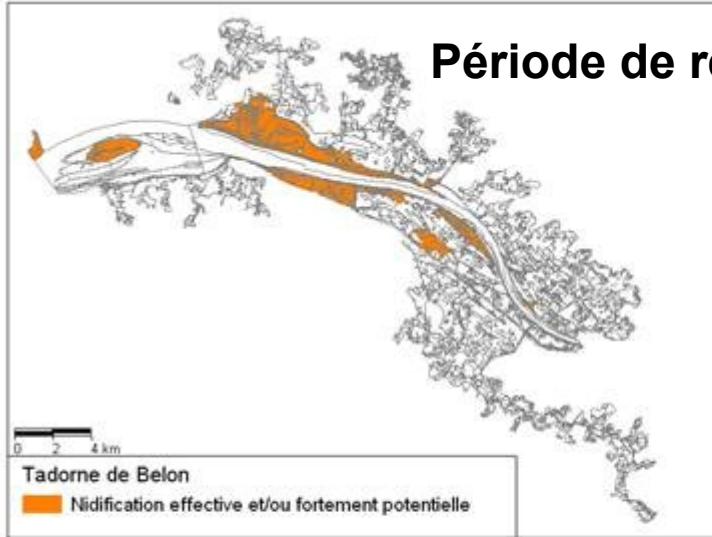 Période de re
0 2 4 km
Tadorne de Belon
Nidification effective et/ou fortement potentielle